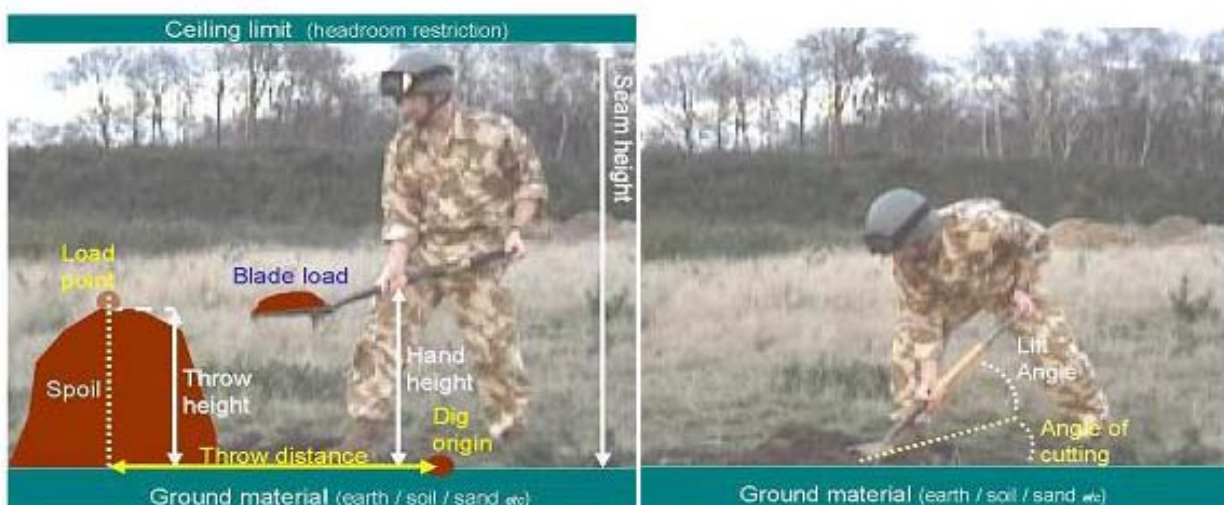 Ceiling limit (headroom restriction)
Seam height
Load
point
Blade load
Spoil
Throw
height
Hand
height
Dig
origin
Throw distance
Ground material (earth / soil / sand etc)
Lift
Angle
Angle of
cutting
Ground material (earth / soil / sand etc)